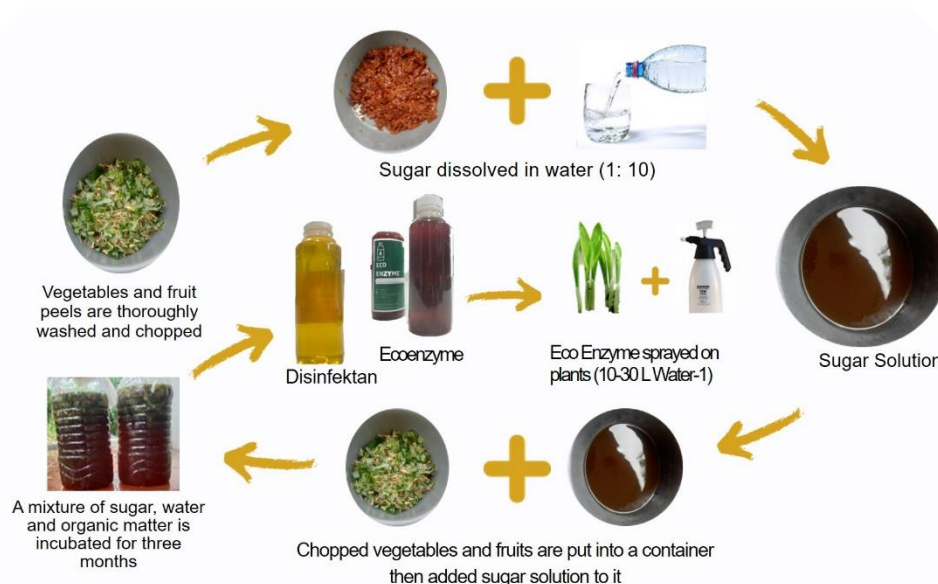 Sugar dissolved in water (1: 10)
Vegetables and fruit
peels are thoroughly
washed and chopped
Sugar Solution
Disinfektan
ECO
ENZYME
Ecoenzyme
Eco Enzyme sprayed on
plants (10-30 L Water-1)
A mixture of sugar, water
and organic matter is
incubated for three
months
Chopped vegetables and fruits are put into a container
then added sugar solution to it